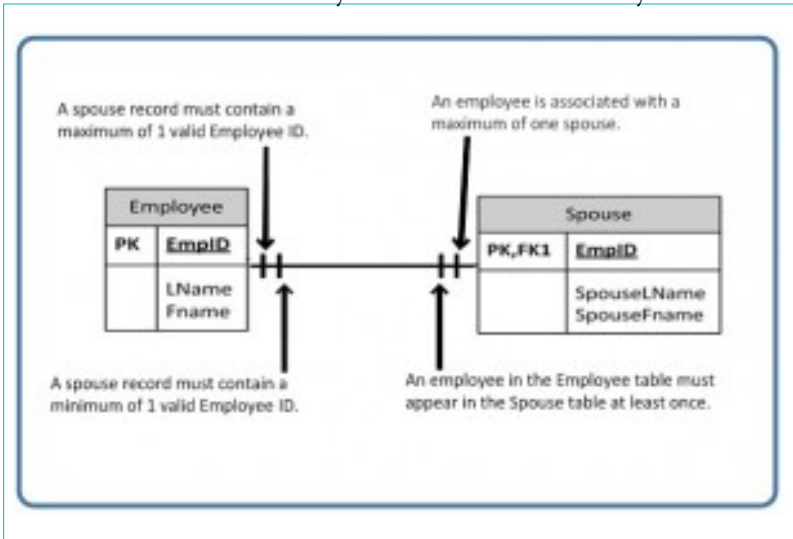 A spouse record must contain a
maximum of 1 valid Employee ID.
An employee is associated with a
maximum of one spouse.
Employee
PK EmpID
LName
Fname
Spouse
PK,FK1 EmpID
SpouseLName
SpouseFname
A spouse record must contain a
minimum of 1 valid Employee ID.
An employee in the Employee table must
appear in the Spouse table at least once.